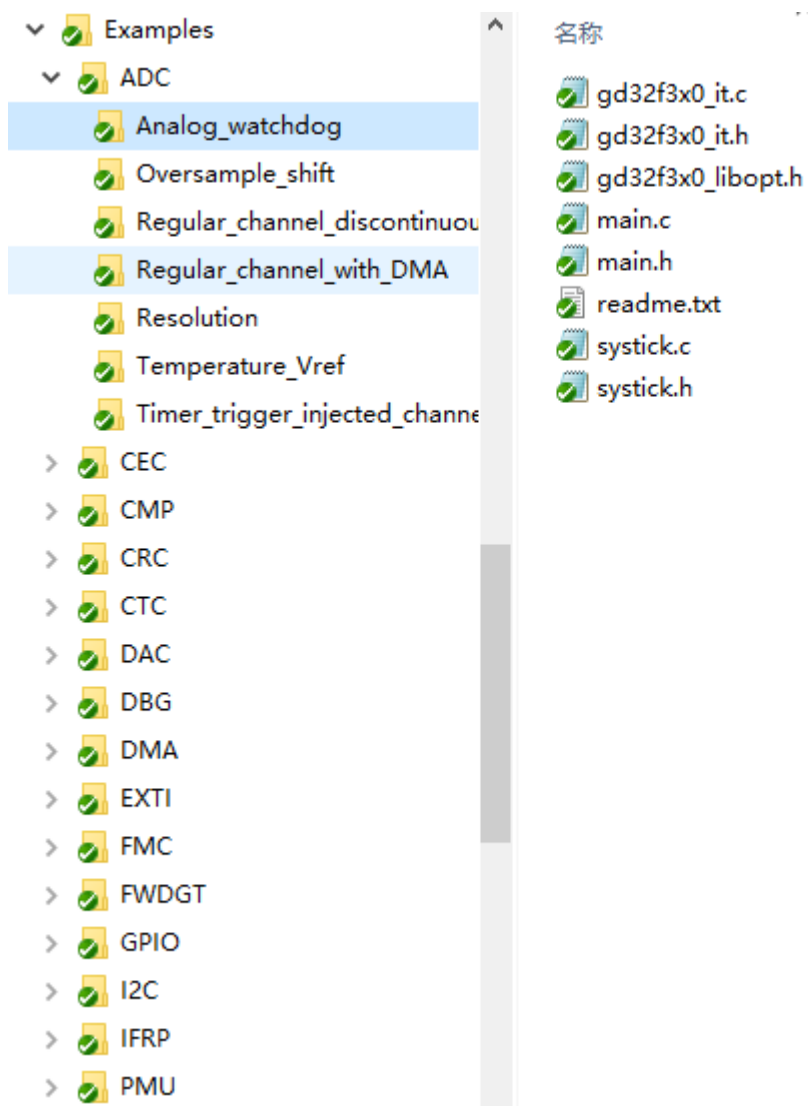 Examples
ADC
Analog_watchdog
Oversample_shift
Regular_channel_discontinuou
Regular_channel_with_DMA
Resolution
Temperature_Vref
Timer_trigger_injected_channe
CEC
CMP
CRC
CTC
DAC
DBG
DMA
EXTI
FMC
FWDGT
GPIO
I2C
IFRP
PMU
名称
gd32f3x0_it.c
gd32f3x0_it.h
gd32f3x0_libopt.h
main.c
main.h
readme.txt
systick.c
systick.h